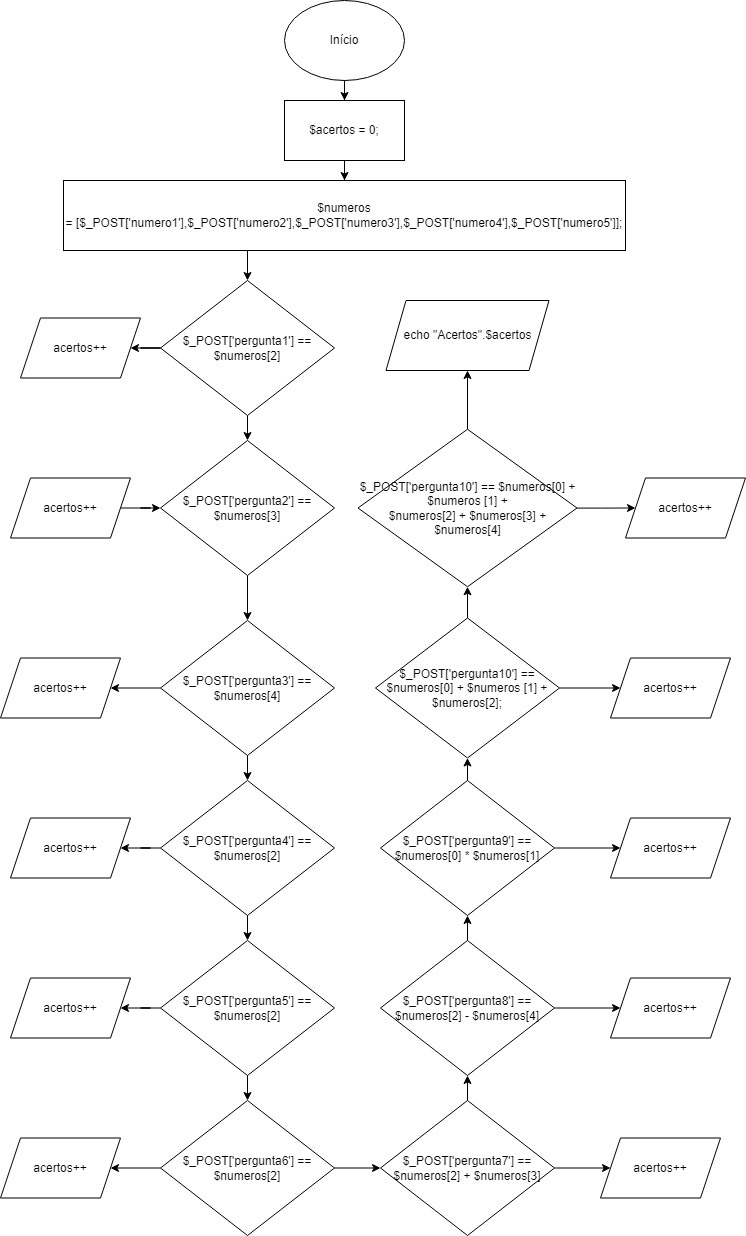 Início
$acertos = 0;
$numeros
= [$_POST['numero1'],$_POST['numero2'],$_POST['numero3'],$_POST['numero4'],$_POST['numero5']];
$_POST['pergunta1'] ==
$numeros[2]
acertos++
$_POST['pergunta2'] ==
$numeros[3]
acertos++
$_POST['pergunta3'] ==
$numeros[4]
acertos++
$_POST['pergunta4'] ==
$numeros[2]
acertos++
$_POST['pergunta5'] ==
$numeros[2]
acertos++
$_POST['pergunta6'] ==
$numeros[2]
acertos++
$_POST['pergunta7'] ==
$numeros[2] + $numeros[3]
acertos++
$_POST['pergunta8'] ==
$numeros[2] - $numeros[4]
acertos++
$_POST['pergunta9'] ==
$numeros[0] * $numeros[1]
acertos++
$_POST['pergunta10'] ==
$numeros[0] + $numeros [1] +
$numeros[2];
acertos++
$_POST['pergunta10'] == $numeros[0] +
$numeros [1] +
$numeros[2] + $numeros[3] +
$numeros[4]
acertos++
echo "Acertos".$acertos